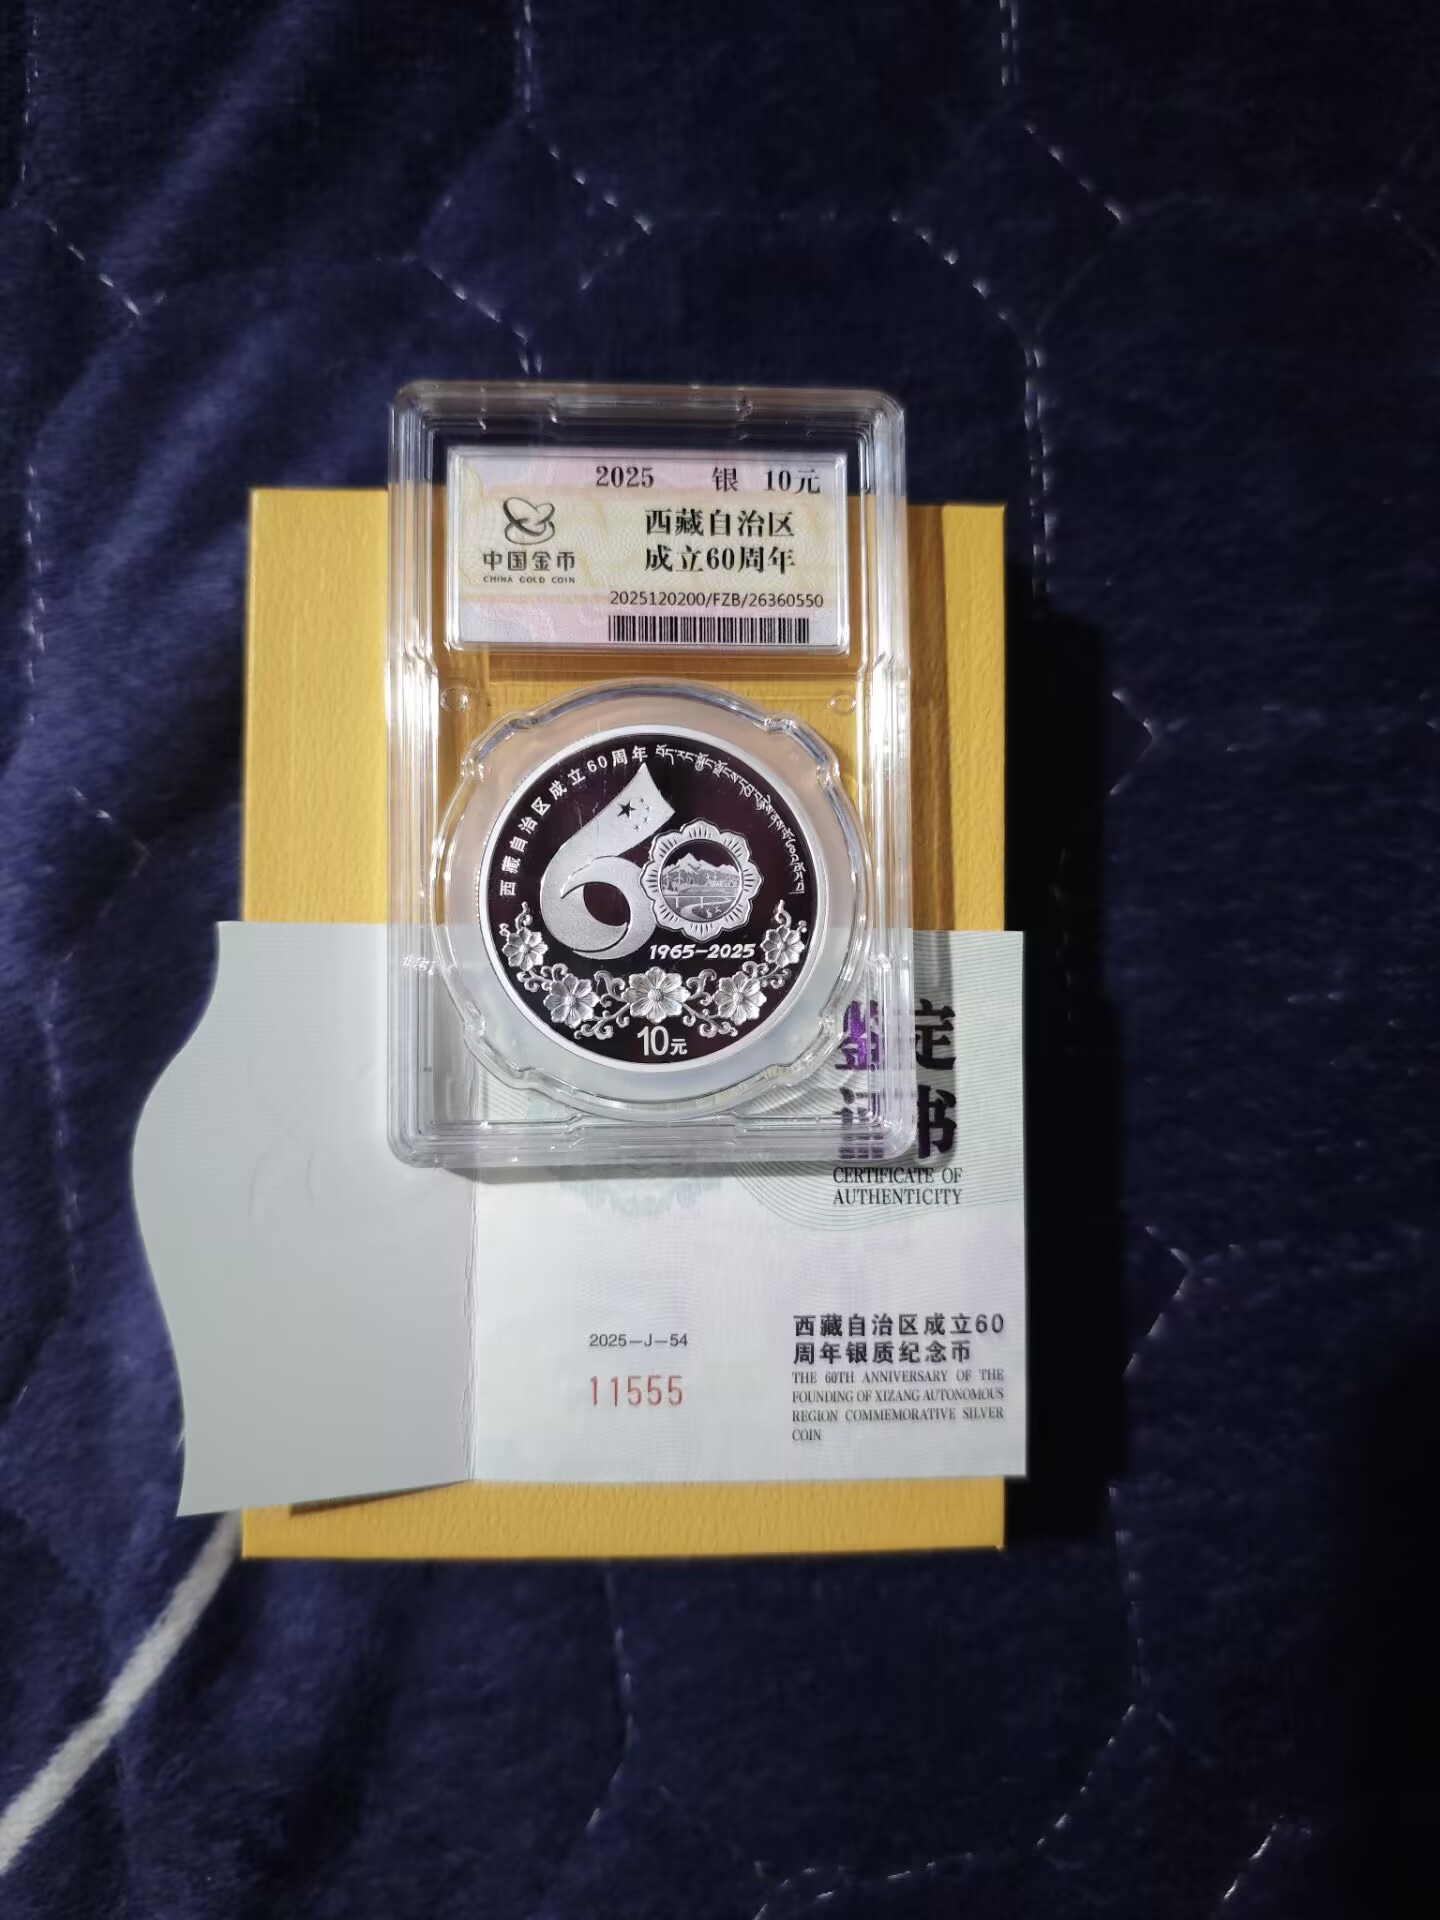 2025 银 10元
西藏自治区
成立60周年
中国金币
CHINA GOLD COIN
2025120200/FZB/26360550
西藏自治区成立60周年
1965-2025
10元
鉴定
证书
CERTIFICATE OF
AUTHENTICITY
2025-J-54
11555
西藏自治区成立60
周年银质纪念币
THE 60TH ANNIVERSARY OF THE
FOUNDING OF XIZANG AUTONOMOUS
REGION COMMEMORATIVE SILVER
COIN